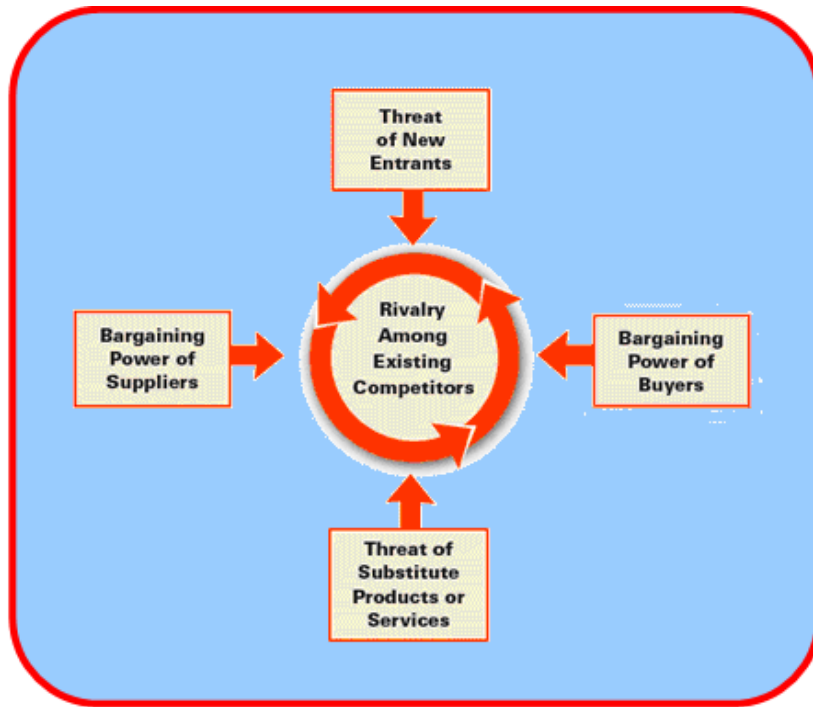 Threat
of New
Entrants
Bargaining
Power of
Suppliers
Rivalry
Among
Existing
Competitors
Bargaining
Power of
Buyers
Threat of
Substitute
Products or
Services